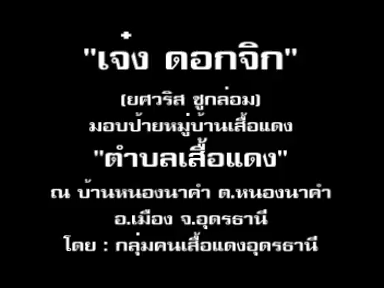 "เจ๋ง ดอกจิก"
(ยศวริส ชูกล่อม)
มอบป้ายหมู่บ้านเสื้อแดง
"ตำบลเสื้อแดง"
ณ บ้านหนองนาคำ ต.หนองนาคำ
อ.เมือง จ.อุดรธานี
โดย : กลุ่มคนเสื้อแดงอุดรธานี